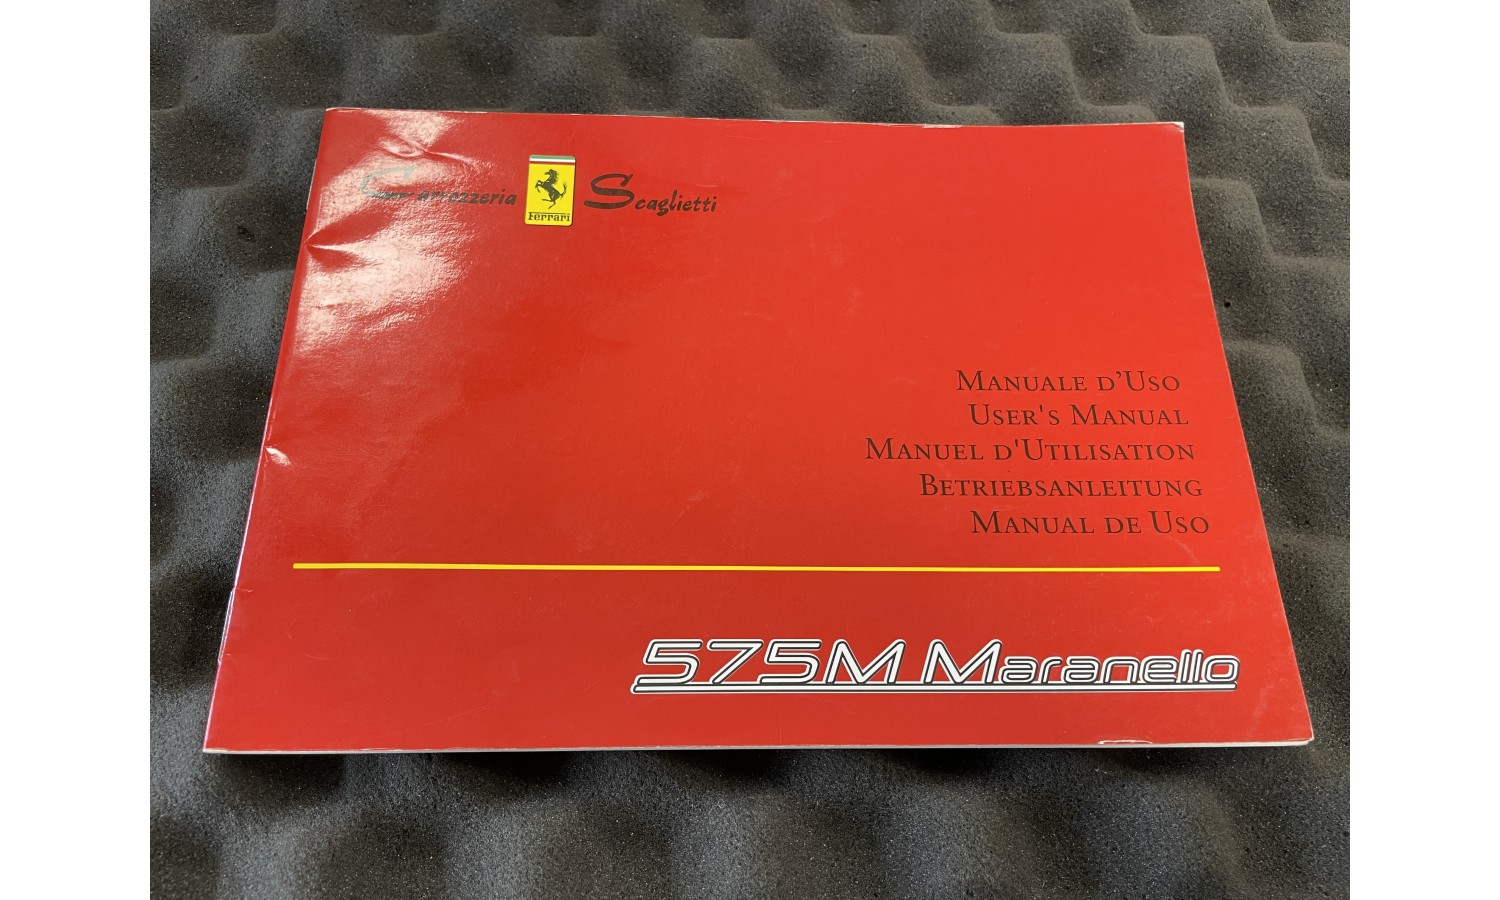 Carrozzeria Ferrari Scaglietti
MANUALE D'USO
USER'S MANUAL
MANUEL D'UTILISATION
BETRIEBSANLEITUNG
MANUAL DE USO
575M Maranello